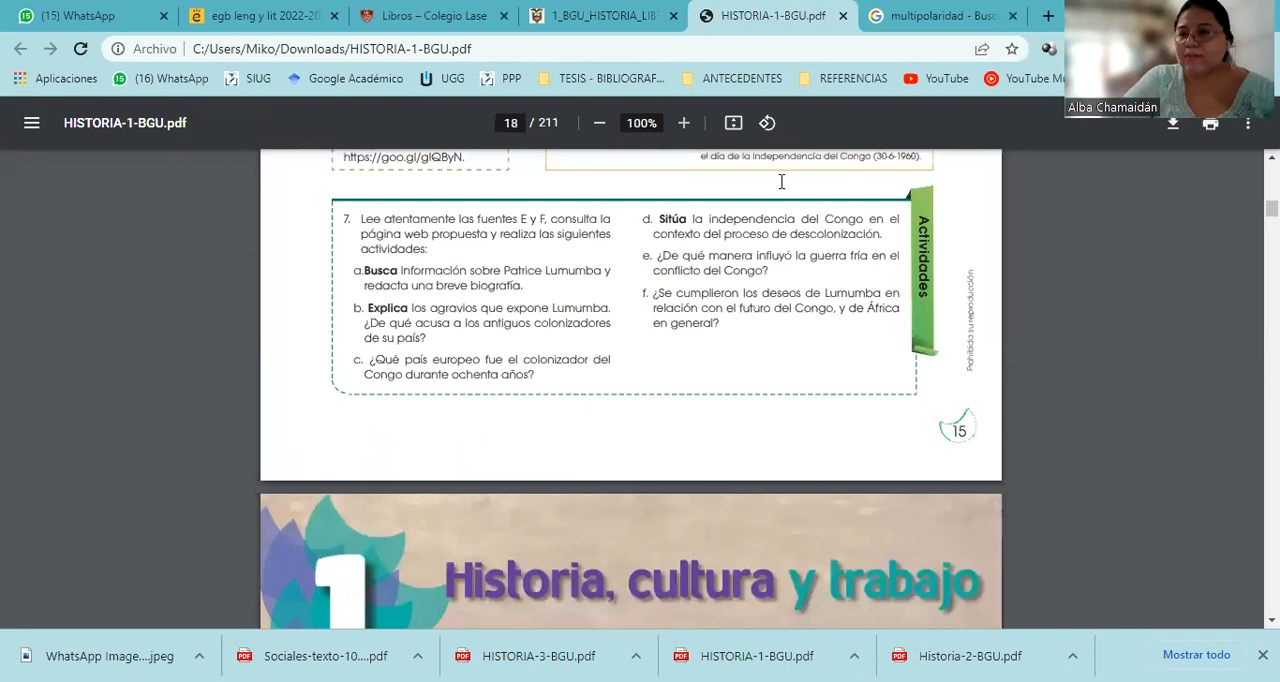 (15) WhatsApp
egb leng y lit 2022-20
Libros – Colegio Lase
1_BGU_HISTORIA_LIB
HISTORIA-1-BGU.pdf
multipolaridad - Busc
Archivo
C:/Users/Miko/Downloads/HISTORIA-1-BGU.pdf
Aplicaciones
(16) WhatsApp
SIUG
Google Académico
UGG
PPP
TESIS - BIBLIOGRAF...
ANTECEDENTES
REFERENCIAS
YouTube
YouTube Mu
Alba Chamaidán
HISTORIA-1-BGU.pdf
18 / 211
100%
https://goo.gl/glQByN.
el día de la independencia del Congo (30-6-1960).
7. Lee atentamente las fuentes E y F, consulta la
página web propuesta y realiza las siguientes
actividades:
a.Busca información sobre Patrice Lumumba y
redacta una breve biografía.
b. Explica los agravios que expone Lumumba.
¿De qué acusa a los antiguos colonizadores
de su país?
c. ¿Qué país europeo fue el colonizador del
Congo durante ochenta años?
d. Sitúa la independencia del Congo en el
contexto del proceso de descolonización.
e. ¿De qué manera influyó la guerra fría en el
conflicto del Congo?
f. ¿Se cumplieron los deseos de Lumumba en
relación con el futuro del Congo, y de África
en general?
Actividades
Prohibida su reproducción
15
1
Historia, cultura y trabajo
WhatsApp Image....jpeg
Sociales-texto-10....pdf
HISTORIA-3-BGU.pdf
HISTORIA-1-BGU.pdf
Historia-2-BGU.pdf
Mostrar todo